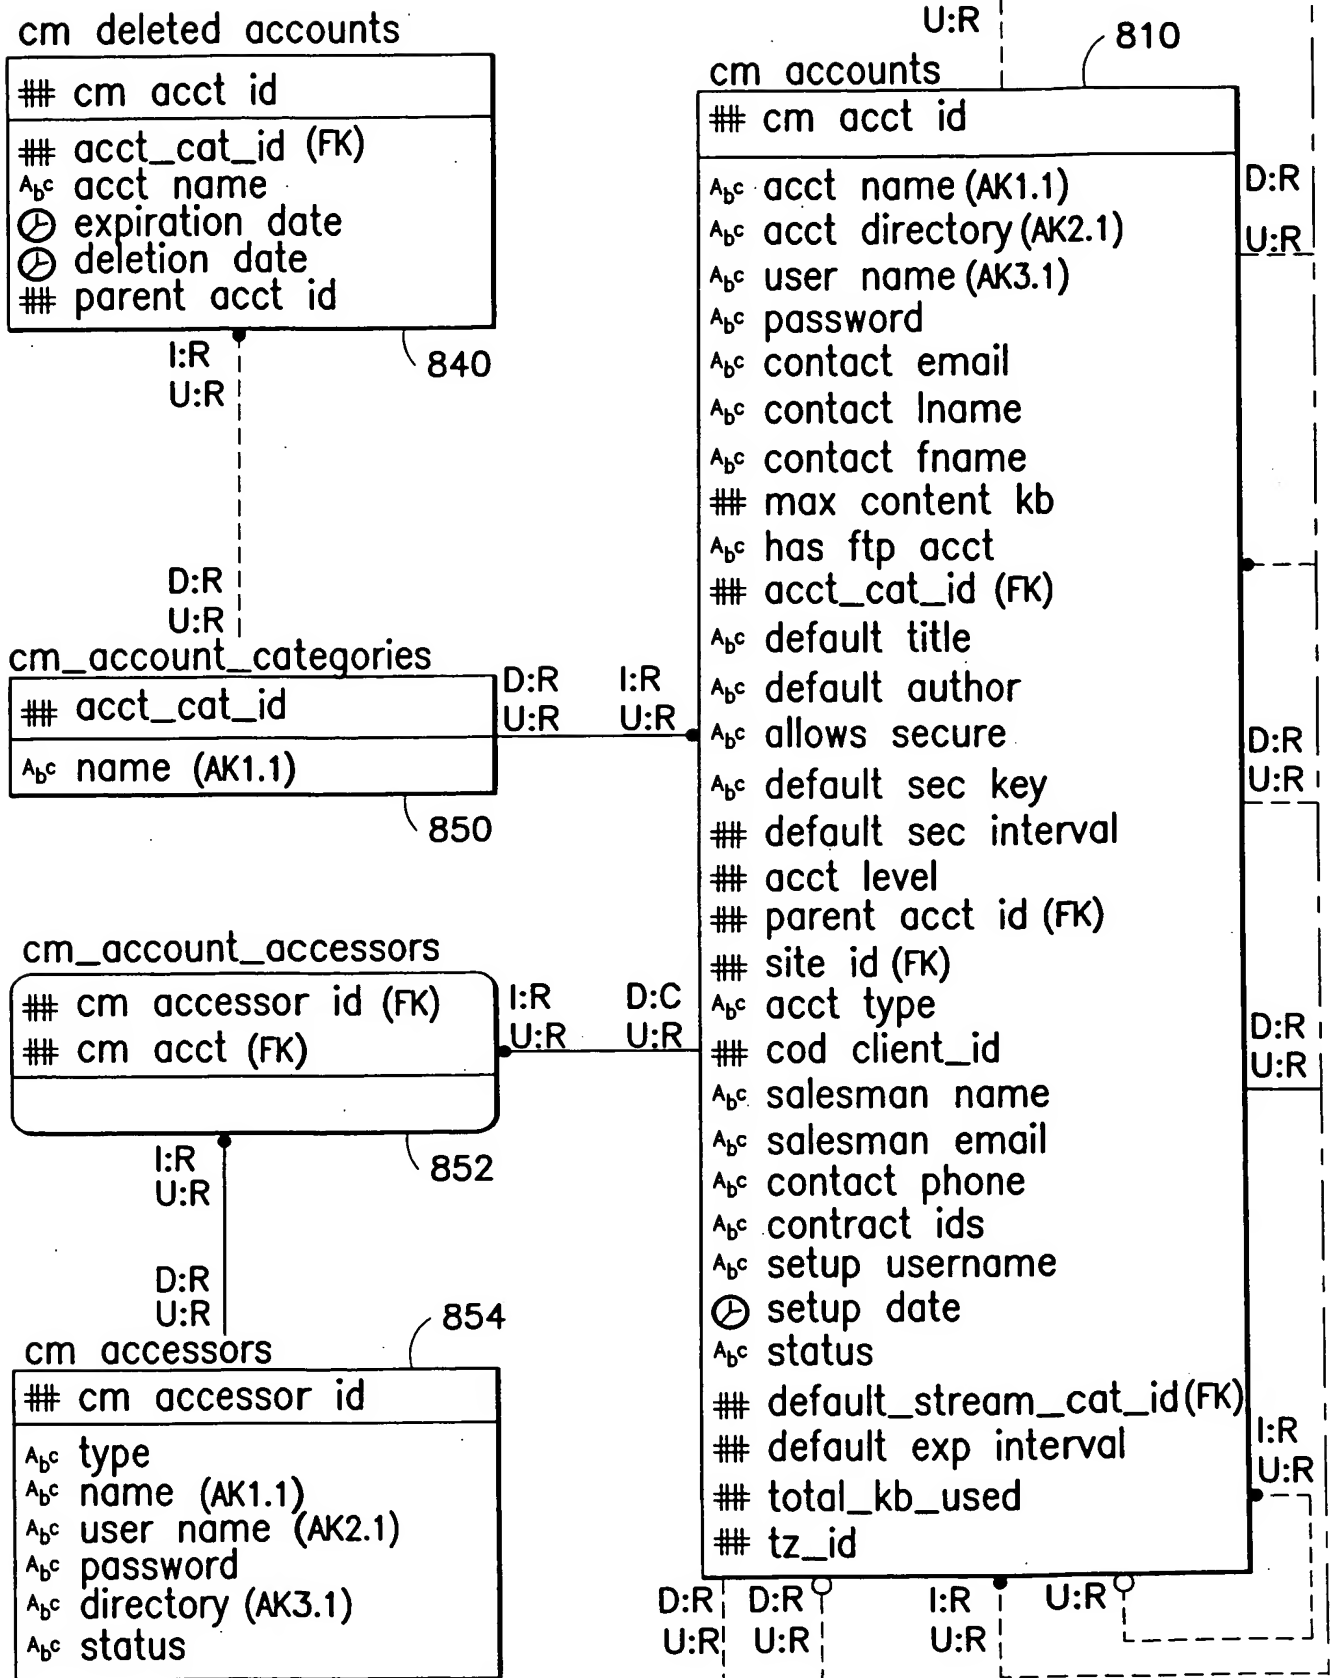 cm deleted accounts
## cm acct id
## acct_cat_id (FK)
Abc acct name
expiration date
deletion date
## parent acct id
I:R
U:R
840
D:R
U:R
cm_account_categories
## acct_cat_id
Abc name (AK1.1)
850
D:R
U:R
I:R
U:R
cm_account_accessors
## cm accessor id (FK)
## cm acct (FK)
852
I:R
U:R
D:C
U:R
I:R
U:R
D:R
U:R
854
cm accessors
## cm accessor id
Abc type
Abc name (AK1.1)
Abc user name (AK2.1)
Abc password
Abc directory (AK3.1)
Abc status
U:R
810
cm accounts
## cm acct id
Abc acct name (AK1.1)
Abc acct directory (AK2.1)
Abc user name (AK3.1)
Abc password
Abc contact email
Abc contact lname
Abc contact fname
## max content kb
Abc has ftp acct
## acct_cat_id (FK)
Abc default title
Abc default author
Abc allows secure
Abc default sec key
## default sec interval
## acct level
## parent acct id (FK)
## site id (FK)
Abc acct type
## cod client_id
Abc salesman name
Abc salesman email
Abc contact phone
Abc contract ids
Abc setup username
setup date
Abc status
## default_stream_cat_id (FK)
## default exp interval
## total_kb_used
## tz_id
D:R
U:R
D:R
U:R
D:R
U:R
I:R
U:R
D:R
U:R
D:R
U:R
I:R
U:R
U:R